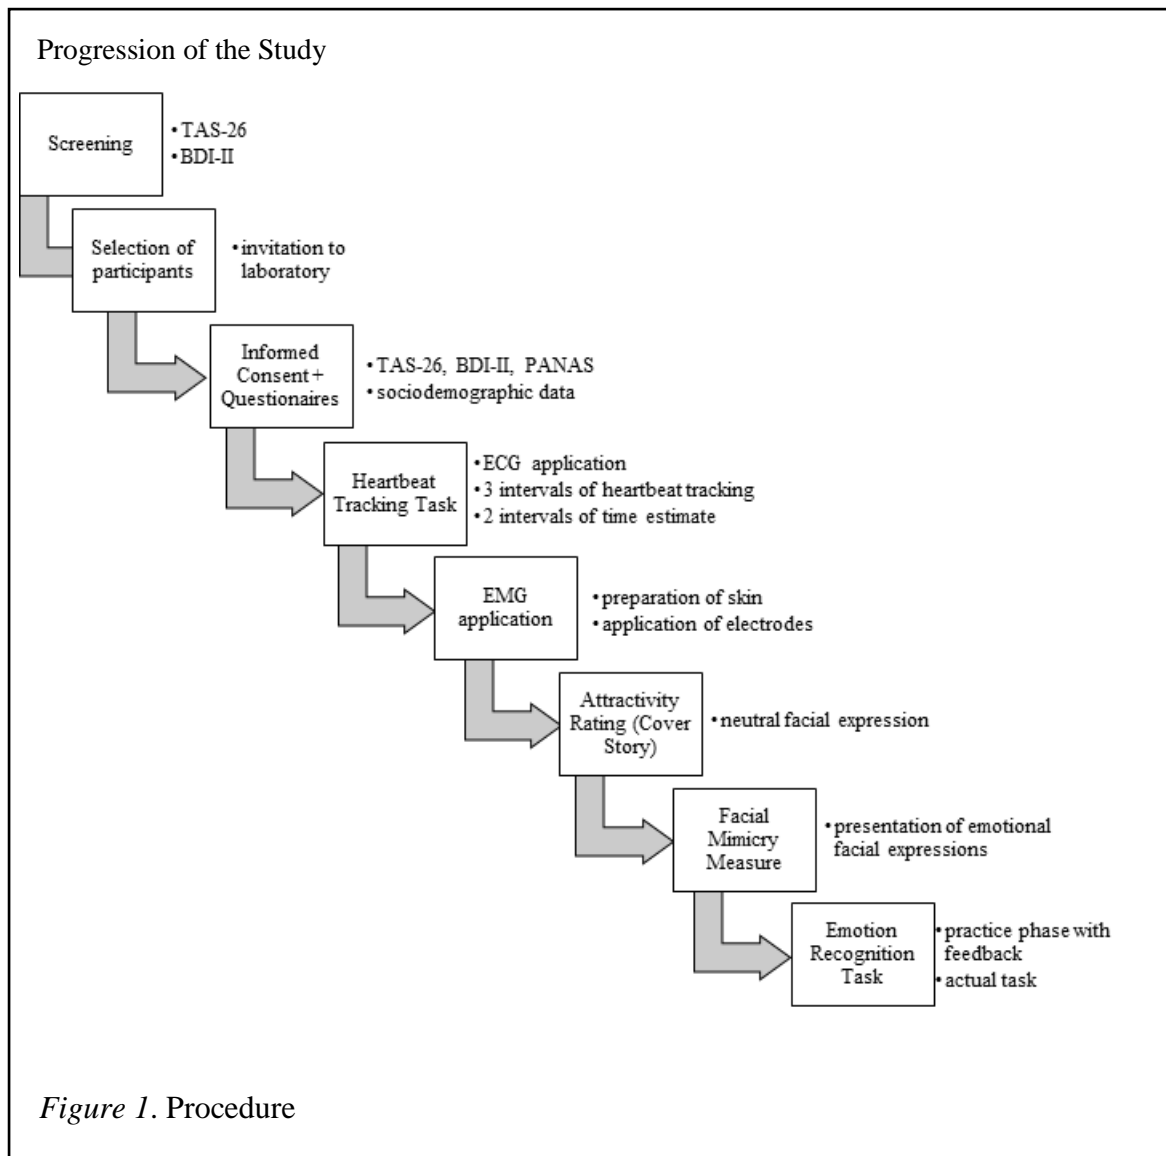 Progression of the Study
Screening
•TAS-26
•BDI-II
Selection of
participants
•invitation to
laboratory
Informed
Consent+
Questionaires
•TAS-26, BDI-II, PANAS
•sociodemographic data
Heartbeat
Tracking Task
•ECG application
•3 intervals of heartbeat tracking
•2 intervals of time estimate
EMG
application
•preparation of skin
•application of electrodes
Attractivity
Rating (Cover
Story)
•neutral facial expression
Facial
Mimicry
Measure
•presentation of emotional
facial expressions
Emotion
Recognition
Task
•practice phase with
feedback
•actual task
Figure 1. Procedure